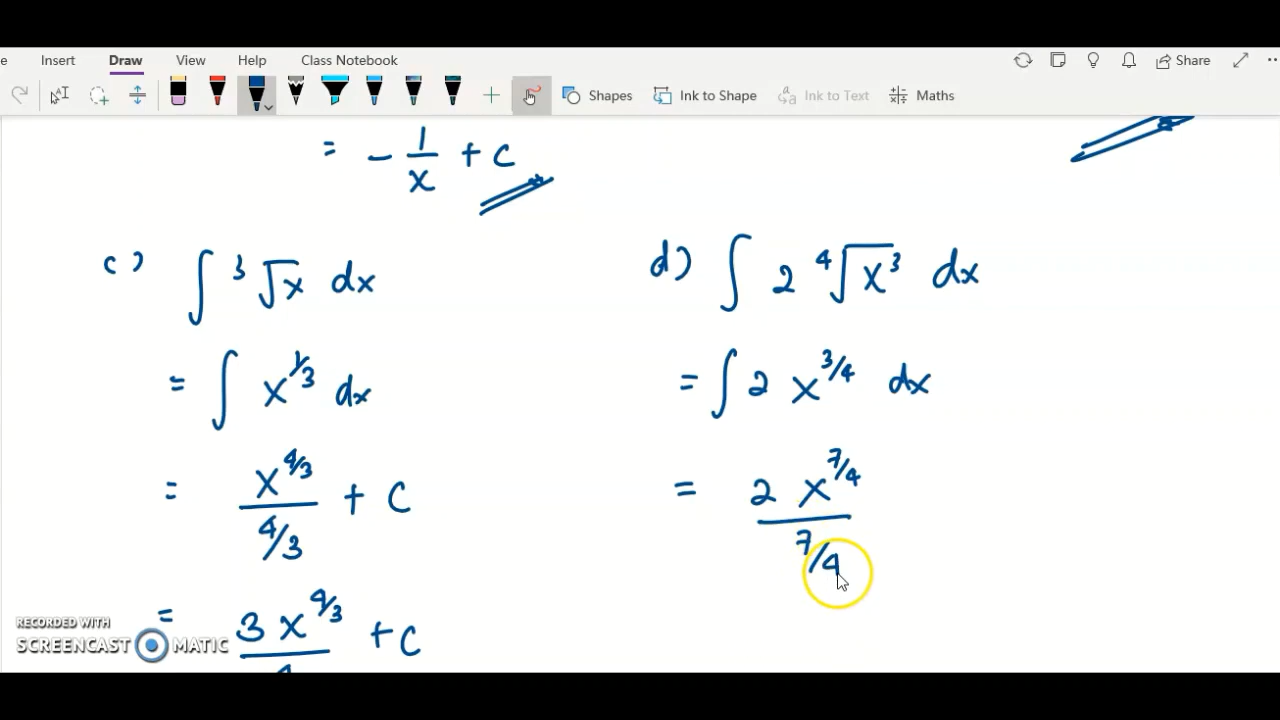 Insert Draw View Help Class Notebook Share
Shapes Ink to Shape Ink to Text Maths
= - 1/x + c
c) ∫ ³√x dx
= ∫ x^1/3 dx
= x^4/3 / 4/3 + c
= 3 x^4/3 + c
d) ∫ 2 ⁴√x³ dx
= ∫ 2 x^3/4 dx
= 2 x^7/4 / 7/4
RECORDED WITH
SCREENCAST MATIC